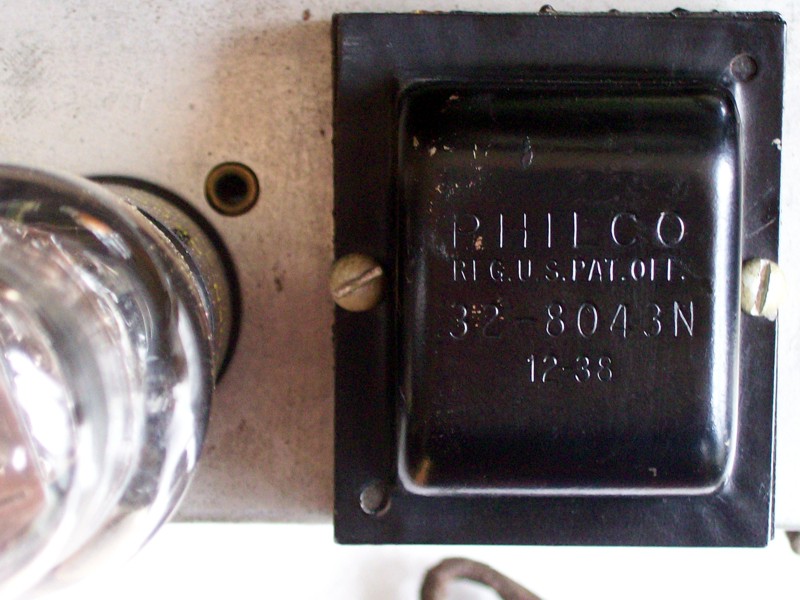 PHILCO
REG.U.S.PAT.OFF.
32-8043N
12-38